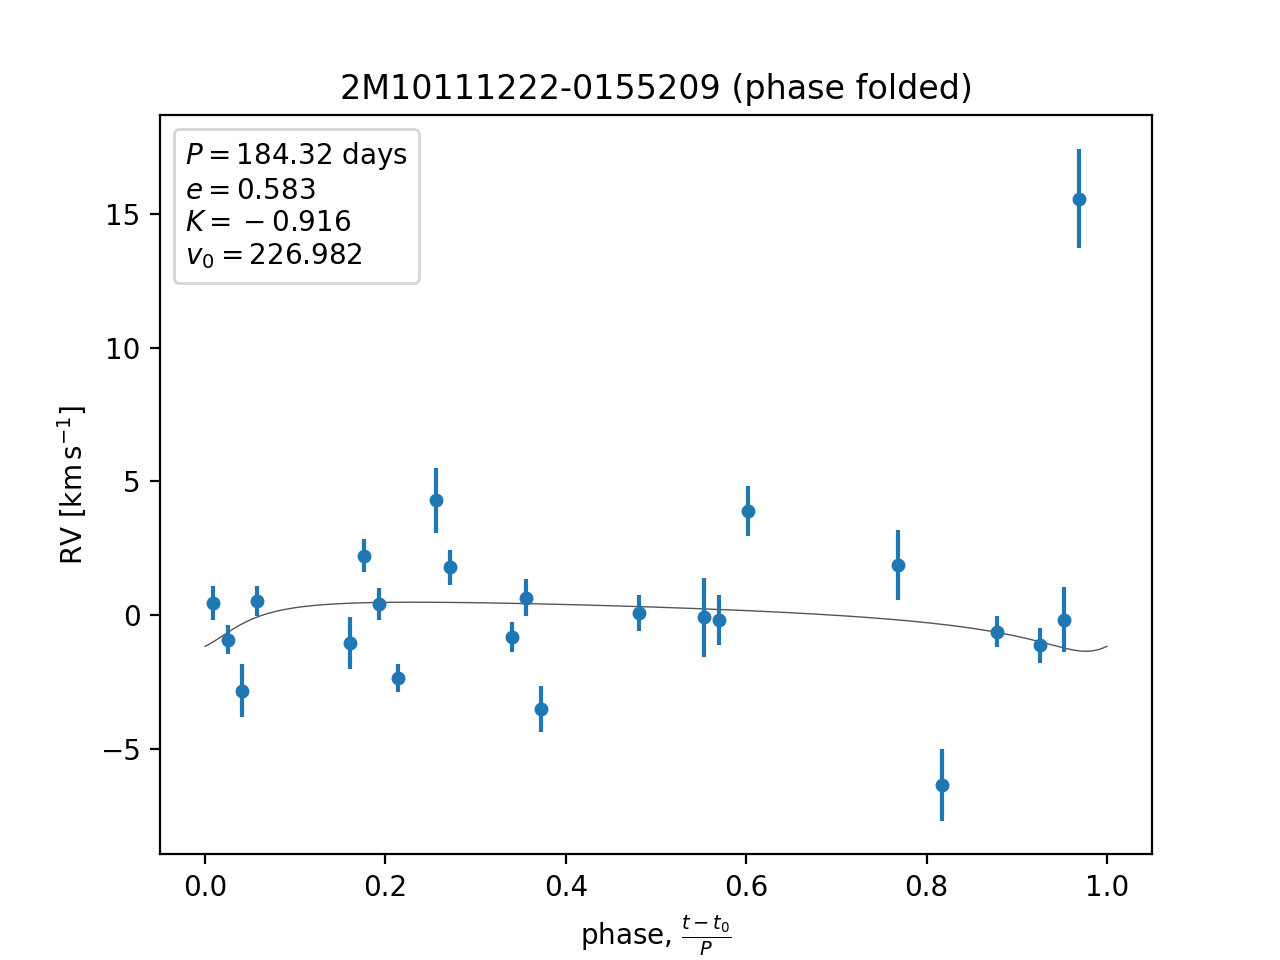 2M10111222-0155209 (phase folded)
P = 184.32 days
e = 0.583
K = −0.916
v₀ = 226.982
RV [km s⁻¹]
15
10
5
0
−5
0.0 0.2 0.4 0.6 0.8 1.0
phase, (t − t₀)/P